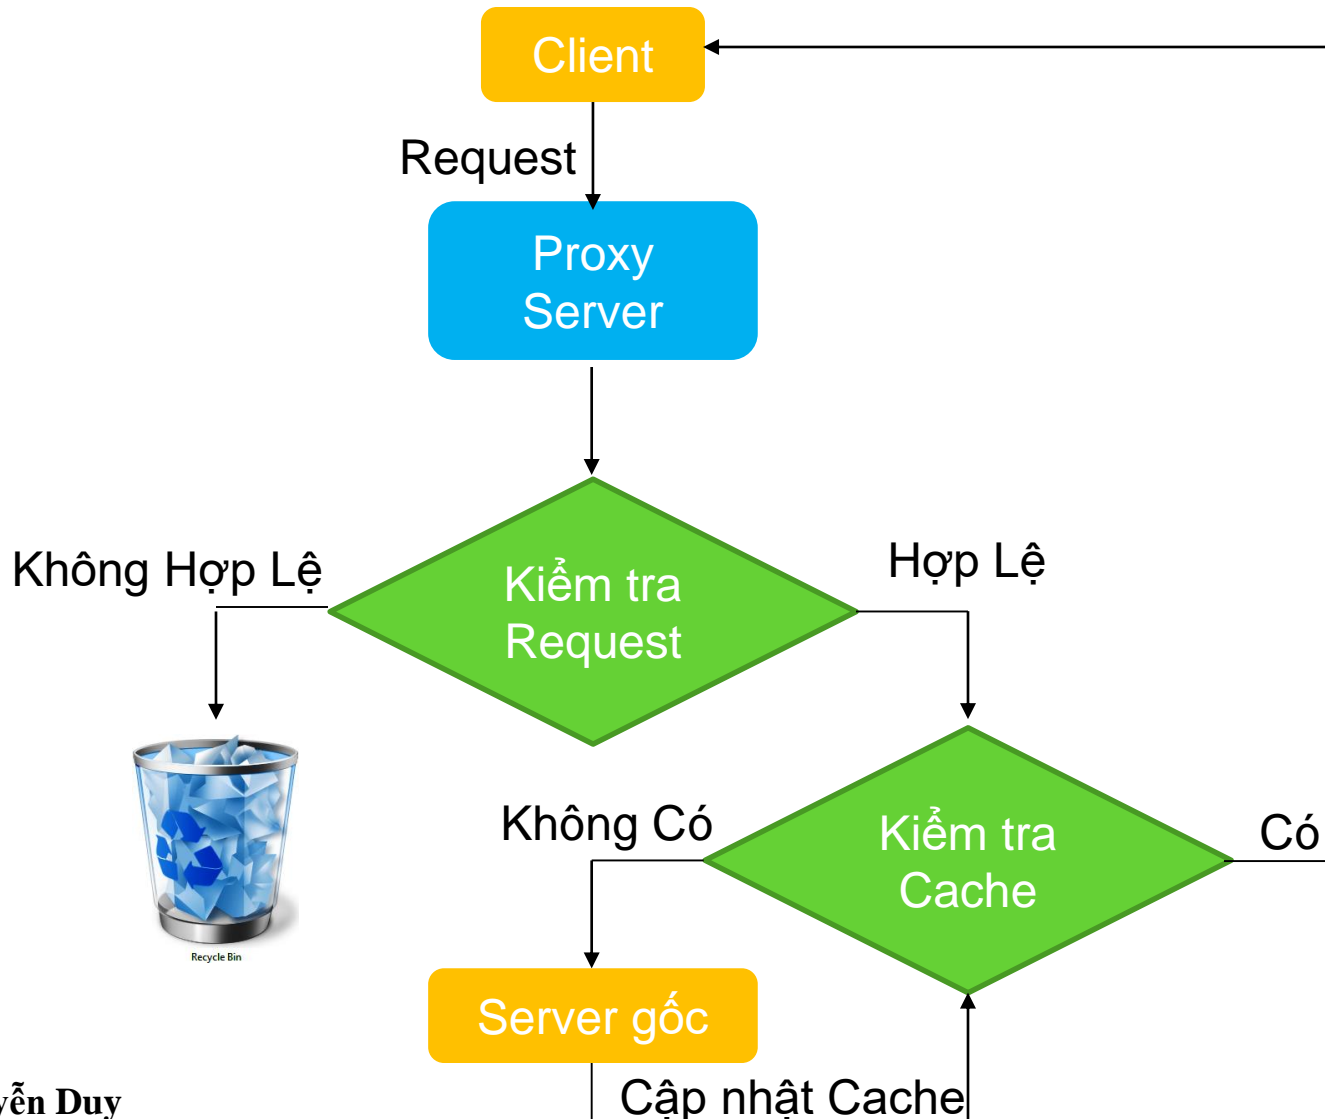 Client
Request
Proxy
Server
Không Hợp Lệ
Hợp Lệ
Kiểm tra
Request
Không Có
Kiểm tra
Cache
Có
Recycle Bin
Server gốc
Cập nhật Cache
Duy